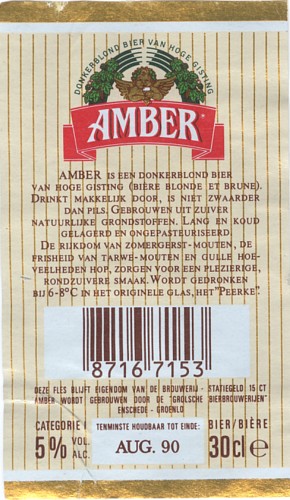 DONKERBLOND BIER VAN HOGE GISTING
AMBER
AMBER IS EEN DONKERBLOND BIER
VAN HOGE GISTING (BIÈRE BLONDE ET BRUNE).
DRINKT MAKKELIJK DOOR, IS NIET ZWAARDER
DAN PILS. GEBROUWEN UIT ZUIVER
NATUURLIJKE GRONDSTOFFEN. LANG EN KOUD
GELAGERD EN ONGEPASTEURISEERD.
DE RIJKDOM VAN ZOMERGERST-MOUTEN, DE
FRISHEID VAN TARWE-MOUTEN EN GULLE HOE-
VEELHEDEN HOP, ZORGEN VOOR EEN PLEZIERIGE,
RONDZUIVERE SMAAK. WORDT GEDRONKEN
BIJ 6-8°C IN HET ORIGINELE GLAS, HET "PEERKE".
8716 7153
DEZE FLES BLIJFT EIGENDOM VAN DE BROUWERIJ - STATIEGELD 15 CT
AMBER WORDT GEBROUWEN DOOR DE "GROLSCHE BIERBROUWERIJEN"
ENSCHEDE - GROENLO
CATEGORIE I TENMINSTE HOUDBAAR TOT EINDE: BIER/BIÈRE
5% VOL. ALC. AUG. 90 30cl e